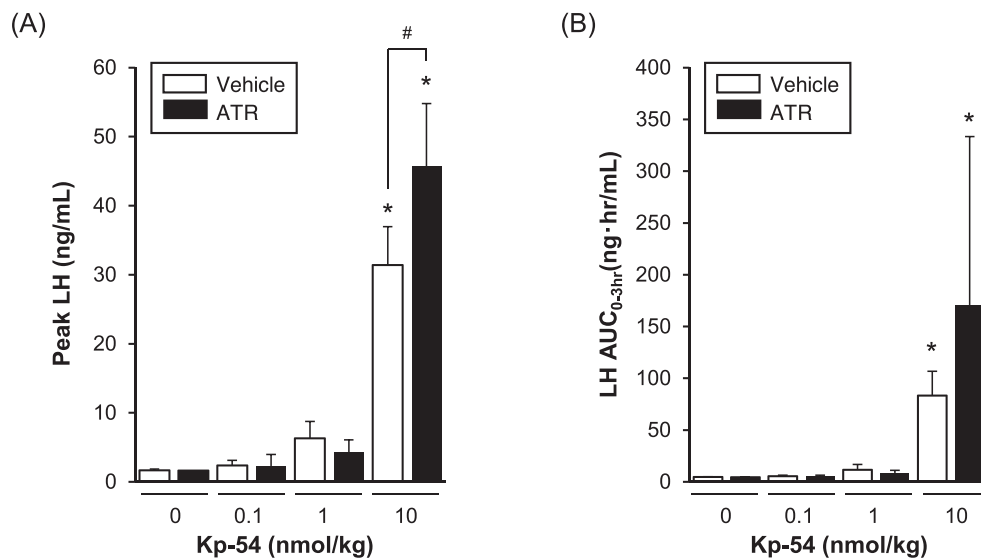 (A)
#
60
50
40
30
20
10
0
Peak LH (ng/mL)
Vehicle
ATR
*
*
0 0.1 1 10
Kp-54 (nmol/kg)
(B)
400
350
300
250
200
150
100
50
0
LH AUC0-3hr(ng·hr/mL)
Vehicle
ATR
*
*
0 0.1 1 10
Kp-54 (nmol/kg)